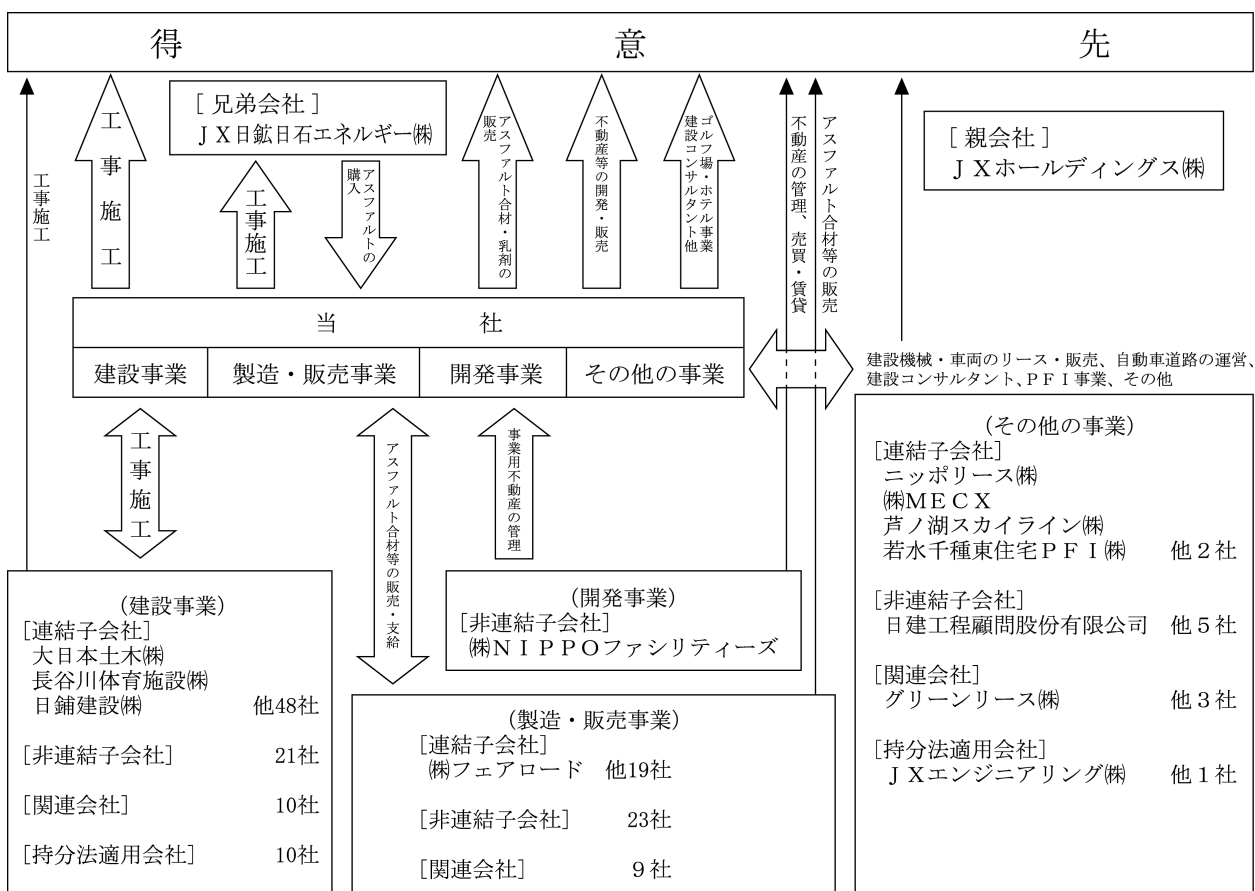 得意先
[兄弟会社]
ＪＸ日鉱日石エネルギー㈱
[親会社]
ＪＸホールディングス㈱
工事施工
工事施工
工事施工
アスファルトの
購入
アスファルト合材・乳剤の
販売
不動産等の開発・販売
ゴルフ場・ホテル事業
建設コンサルタント他
不動産の管理、売買・賃貸
アスファルト合材等の販売
当社
建設事業
製造・販売事業
開発事業
その他の事業
建設機械・車両のリース・販売、自動車道路の運営、
建設コンサルタント、ＰＦＩ事業、その他
工事施工
アスファルト合材等の販売・支給
事業用不動産の管理
(建設事業)
[連結子会社]
大日本土木㈱
長谷川体育施設㈱
日鋪建設㈱ 他48社
[非連結子会社] 21社
[関連会社] 10社
[持分法適用会社] 10社
(製造・販売事業)
[連結子会社]
㈱フェアロード 他19社
[非連結子会社] 23社
[関連会社] ９社
(開発事業)
[非連結子会社]
㈱ＮＩＰＰＯファシリティーズ
(その他の事業)
[連結子会社]
ニッポリース㈱
㈱ＭＥＣＸ
芦ノ湖スカイライン㈱
若水千種東住宅ＰＦＩ㈱ 他２社
[非連結子会社]
日建工程顧問股份有限公司 他５社
[関連会社]
グリーンリース㈱ 他３社
[持分法適用会社]
ＪＸエンジニアリング㈱ 他１社